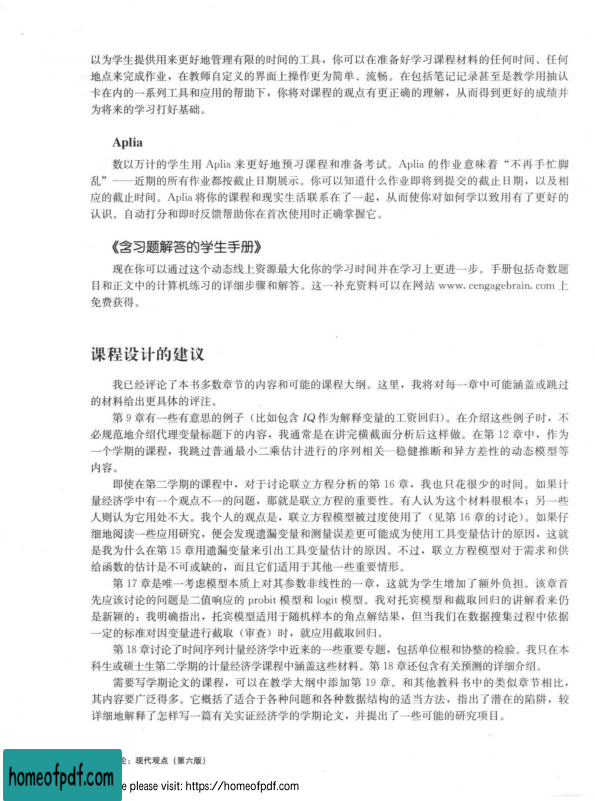 以为学生提供用来更好地管理有限的时间的工具，你可以在准备好学习课程材料的任何时间、任何
地点来完成作业，在教师自定义的界面上操作更为简单、流畅。在包括笔记记录甚至是教学用抽认
卡在内的一系列工具和应用的帮助下，你将对课程的观点有更正确的理解，从而得到更好的成绩并
为将来的学习打好基础。
Aplia
数以万计的学生用 Aplia 来更好地预习课程和准备考试。Aplia 的作业意味着“不再手忙脚
乱”——近期的所有作业都按截止日期展示。你可以知道什么作业即将到提交的截止日期，以及相
应的截止时间。Aplia 将你的课程和现实生活联系在了一起，从而使你对如何学以致用有了更好的
认识。自动打分和即时反馈帮助你在首次使用时正确掌握它。
《含习题解答的学生手册》
现在你可以通过这个动态线上资源最大化你的学习时间并在学习上更进一步。手册包括奇数题
目和正文中的计算机练习的详细步骤和解答。这一补充资料可以在网站 www.cengagebrain.com 上
免费获得。
课程设计的建议
我已经评论了本书多数章节的内容和可能的课程大纲。这里，我将对每一章中可能涵盖或跳过
的材料给出更具体的评注。
第 9 章有一些有意思的例子（比如包含 IQ 作为解释变量的工资回归）。在介绍这些例子时，不
必规范地介绍代理变量标题下的内容，我通常是在讲完横截面分析后这样做。在第 12 章中，作为
一个学期的课程，我跳过普通最小二乘估计进行的序列相关—稳健推断和异方差性的动态模型等
内容。
即使在第二学期的课程中，对于讨论联立方程分析的第 16 章，我也只花很少的时间。如果计
量经济学中有一个观点不一的问题，那就是联立方程的重要性。有人认为这个材料很根本；另一些
人则认为它用处不大。我个人的观点是，联立方程模型被过度使用了（见第 16 章的讨论）。如果仔
细地阅读一些应用研究，便会发现遗漏变量和测量误差更可能成为使用工具变量估计的原因，这就
是我为什么在第 15 章用遗漏变量来引出工具变量估计的原因。不过，联立方程模型对于需求和供
给函数的估计是不可或缺的，而且它们适用于其他一些重要情形。
第 17 章是唯一考虑模型本质上对其参数非线性的一章，这就为学生增加了额外负担。该章首
先应该讨论的问题是二值响应的 probit 模型和 logit 模型。我对托宾模型和截取回归的讲解看来仍
是新颖的；我明确指出，托宾模型适用于随机样本的角点解结果，但当我们在数据搜集过程中依据
一定的标准对因变量进行截取（审查）时，就应用截取回归。
第 18 章讨论了时间序列计量经济学中近来的一些重要专题，包括单位根和协整的检验。我只在本
科生或硕士生第二学期的计量经济学课程中涵盖这些材料。第 18 章还包含有关预测的详细介绍。
需要写学期论文的课程，可以在教学大纲中添加第 19 章。和其他教科书中的类似章节相比，
其内容要广泛得多。它概括了适合于各种问题和各种数据结构的适当方法，指出了潜在的陷阱，较
详细地解释了怎样写一篇有关实证经济学的学期论文，并提出了一些可能的研究项目。
论：现代观点（第六版）
homeofpdf.com
e please visit: https://homeofpdf.com